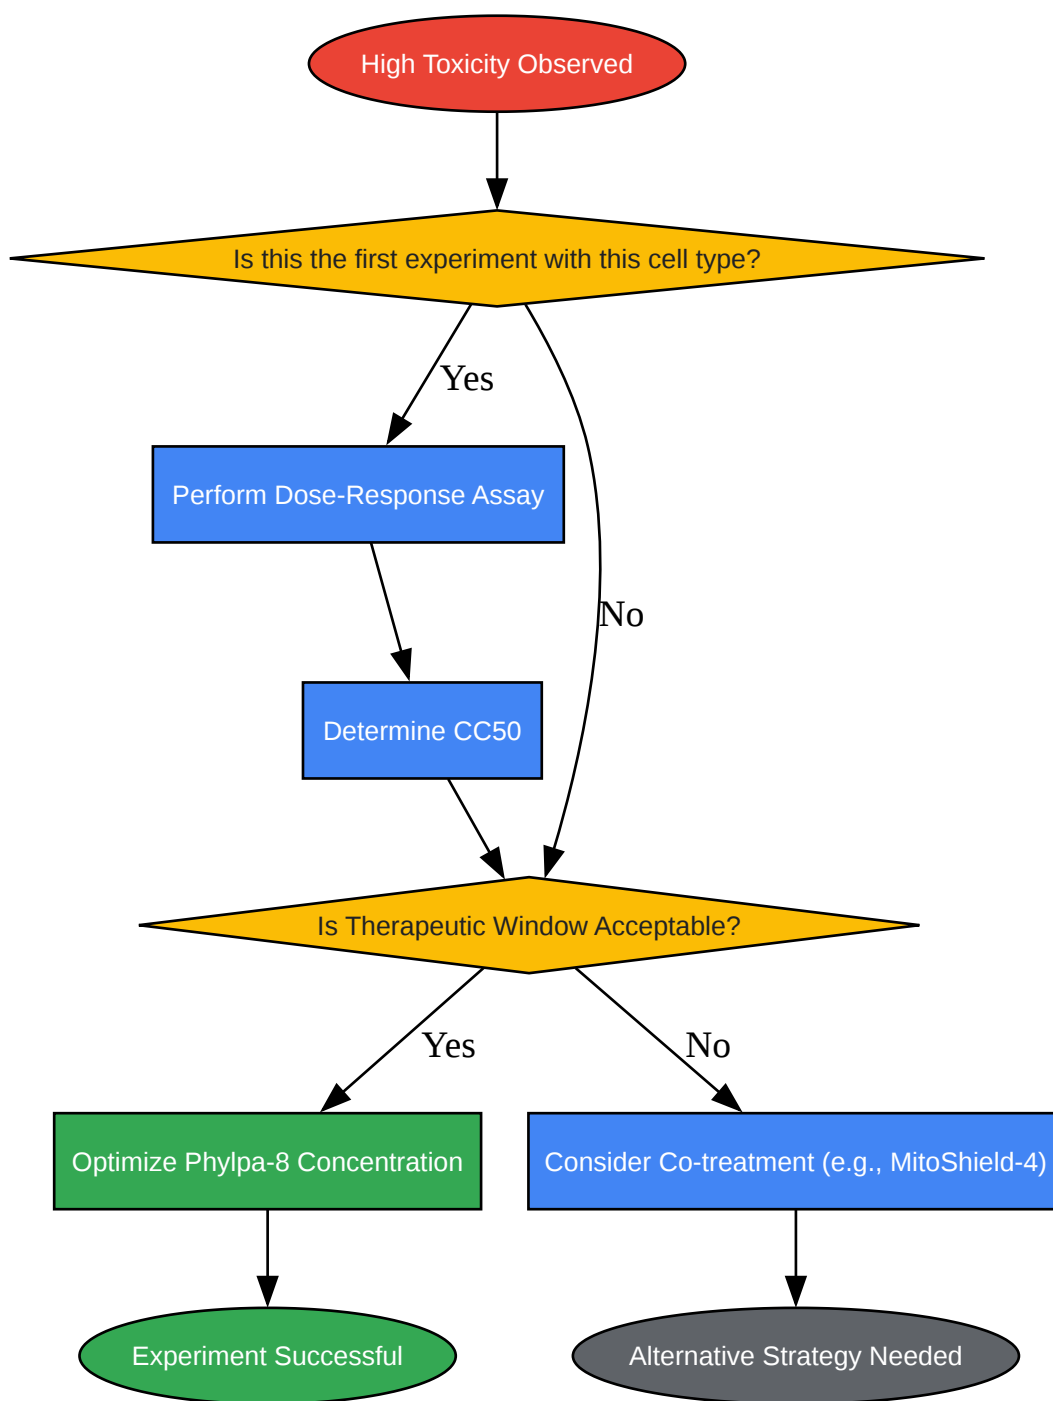 High Toxicity Observed
Is this the first experiment with this cell type?
Yes
Perform Dose-Response Assay
No
Determine CC50
Is Therapeutic Window Acceptable?
Yes
No
Optimize Phylpa-8 Concentration
Consider Co-treatment (e.g., MitoShield-4)
Experiment Successful
Alternative Strategy Needed